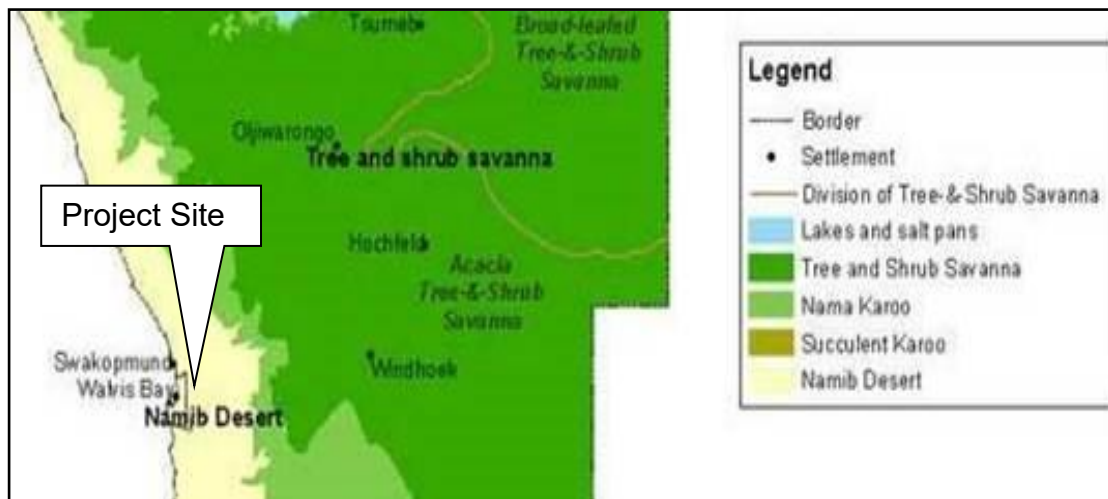 Tsumeb
Broad-leafed
Tree-&-Shrub
Savanna
Otjiwarongo
Tree and shrub savanna
Project Site
Hochfeld
Acacia
Tree-&-Shrub
Savanna
Swakopmund
Windhoek
Walvis Bay
Namib Desert
Legend
Border
Settlement
Division of Tree-&-Shrub Savanna
Lakes and salt pans
Tree and Shrub Savanna
Nama Karoo
Succulent Karoo
Namib Desert